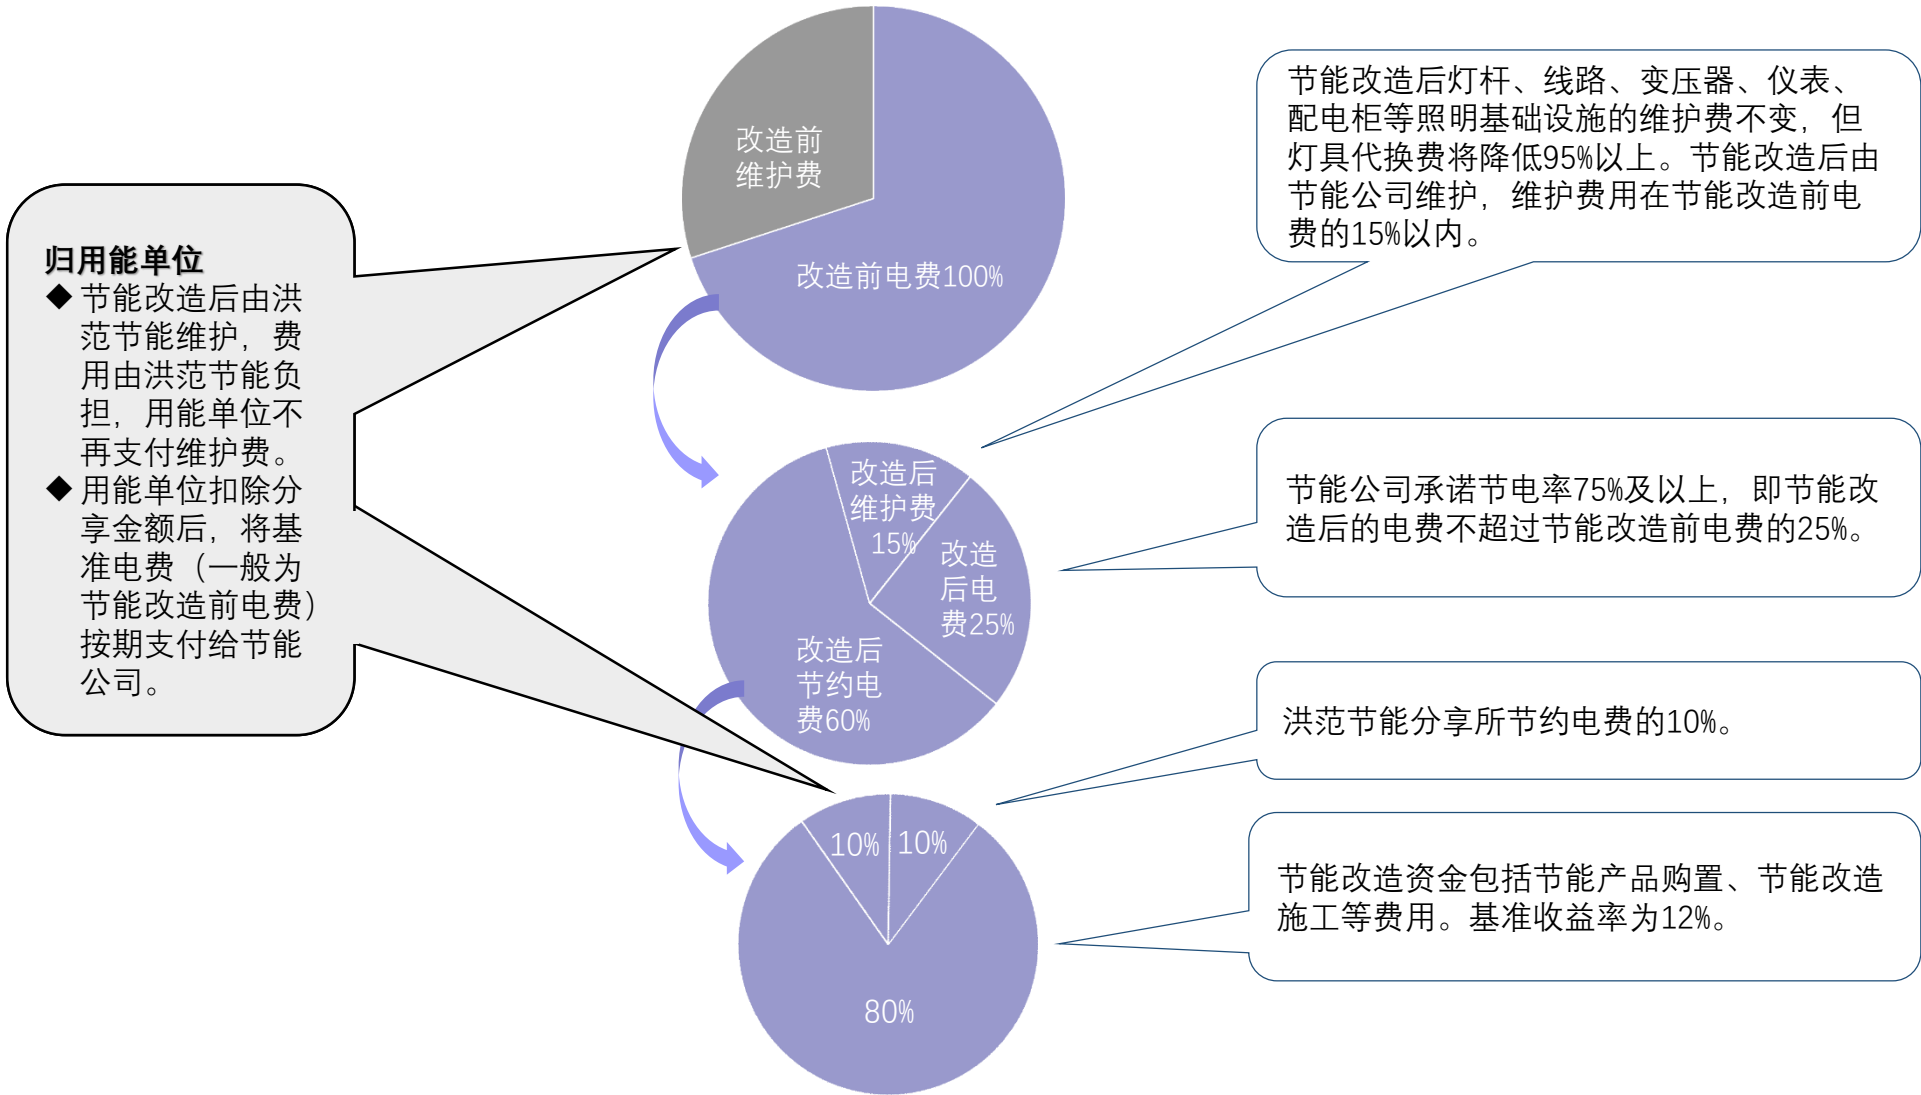 归用能单位
◆ 节能改造后由洪
范节能维护，费
用由洪范节能负
担，用能单位不
再支付维护费。
◆ 用能单位扣除分
享金额后，将基
准电费（一般为
节能改造前电费）
按期支付给节能
公司。
改造前
维护费
改造前电费100%
节能改造后灯杆、线路、变压器、仪表、
配电柜等照明基础设施的维护费不变，但
灯具代换费将降低95%以上。节能改造后由
节能公司维护，维护费用在节能改造前电
费的15%以内。
改造后
维护费
15%
改造
后电
费25%
改造后
节约电
费60%
节能公司承诺节电率75%及以上，即节能改
造后的电费不超过节能改造前电费的25%。
洪范节能分享所节约电费的10%。
10%
10%
80%
节能改造资金包括节能产品购置、节能改造
施工等费用。基准收益率为12%。